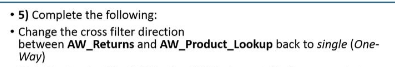 • 5) Complete the following:
• Change the cross filter direction
between AW_Returns and AW_Product_Lookup back to single (One-
Way)